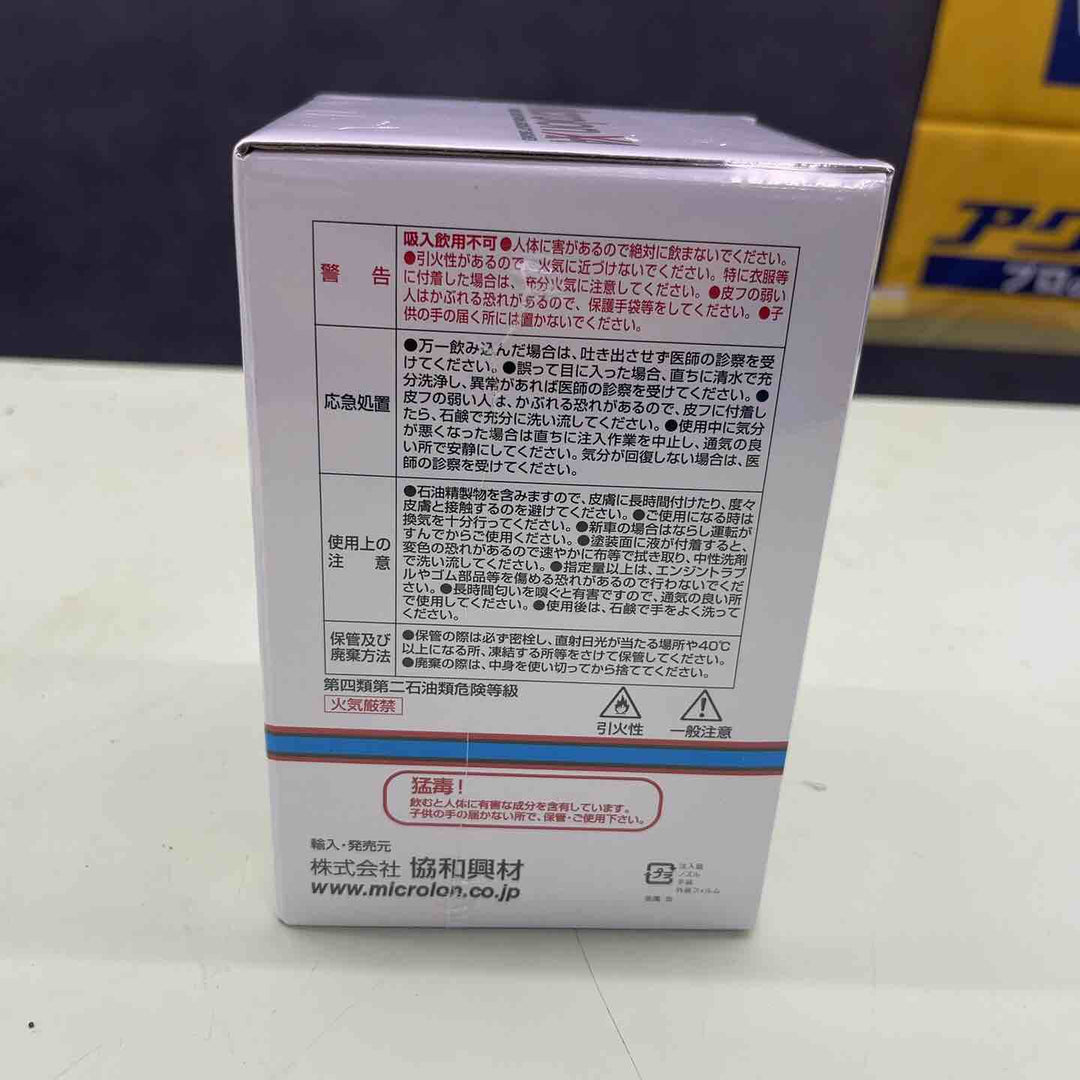 アク
プロの
警告
吸入飲用不可●人体に害があるので絶対に飲まないでください。
●引火性があるので、火気に近づけないでください。特に衣服等
に付着した場合は、充分火気に注意してください。●皮フの弱い
人はかぶれる恐れがあるので、保護手袋等をしてください。●子
供の手の届く所には置かないでください。
応急処置
●万一飲み込んだ場合は、吐き出させず医師の診察を受
けてください。●誤って目に入った場合、直ちに清水で充
分洗浄し、異常があれば医師の診察を受けてください。●
皮フの弱い人は、かぶれる恐れがあるので、皮フに付着し
たら、石鹸で充分に洗い流してください。●使用中に気分
が悪くなった場合は直ちに注入作業を中止し、通気の良
い所で安静にしてください。気分が回復しない場合は、医
師の診察を受けてください。
使用上の
注意
●石油精製物を含みますので、皮膚に長時間付けたり、度々
皮膚と接触するのを避けてください。●ご使用になる時は
換気を十分行ってください。●新車の場合はならし運転が
すんでからご使用ください。●塗装面に液が付着すると、
変色の恐れがあるので速やかに布等で拭き取り、中性洗剤
で洗い流してください。●指定量以上は、エンジントラブ
ルやゴム部品等を傷める恐れがあるので行わないでくだ
さい。●長時間匂いを嗅ぐと有害ですので、通気の良い所
で使用してください。●使用後は、石鹸で手をよく洗って
ください。
保管及び
廃棄方法
●保管の際は必ず密栓し、直射日光が当たる場所や40℃
以上になる所、凍結する所等をさけて保管してください。
●廃棄の際は、中身を使い切ってから捨ててください。
第四類第二石油類危険等級
火気厳禁
引火性
一般注意
猛毒!
飲むと人体に有害な成分を含有しています。
子供の手の届かない所で、保管・ご使用下さい。
輸入・発売元
株式会社 協和興材
www.microlon.co.jp
プラ
注入器
ノズル
手袋
外装フィルム